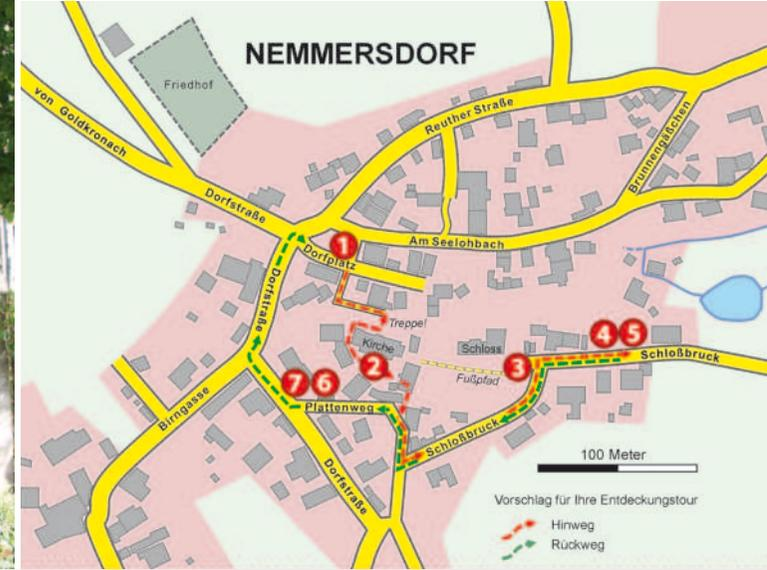 NEMMERSDORF
Friedhof
von Goldkronach
Reuther Straße
Brunnengäßchen
Dorfstraße
1
Am Seelohbach
Dorfplatz
Dorfstraße
Treppe!
Kirche
2
Schloss
3
4 5
Schloßbruck
Fußpfad
7 6
Plattenweg
Birngasse
Schloßbruck
Dorfstraße
100 Meter
Vorschlag für Ihre Entdeckungstour
Hinweg
Rückweg